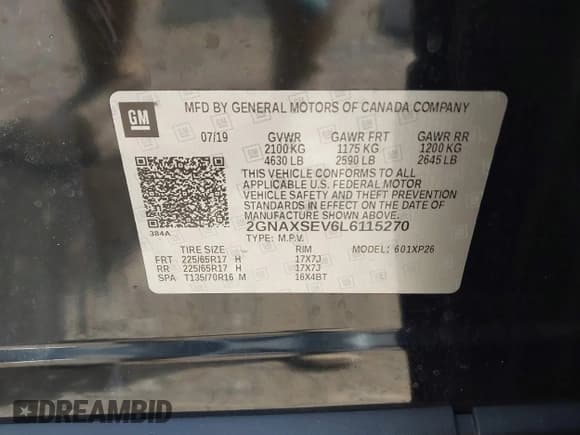 GM
MFD BY GENERAL MOTORS OF CANADA COMPANY
07/19 GVWR GAWR FRT GAWR RR
2100 KG 1175 KG 1200 KG
4630 LB 2590 LB 2645 LB
THIS VEHICLE CONFORMS TO ALL
APPLICABLE U.S. FEDERAL MOTOR
VEHICLE SAFETY AND THEFT PREVENTION
STANDARDS IN EFFECT ON THE DATE OF
MANUFACTURE SHOWN ABOVE.
384A 2GNAXSEV6L6115270
TYPE: M.P.V.
TIRE SIZE RIM MODEL: 601XP26
FRT 225/65R17 H 17X7J
RR 225/65R17 H 17X7J
SPA T135/70R16 M 16X4BT
DREAMBID